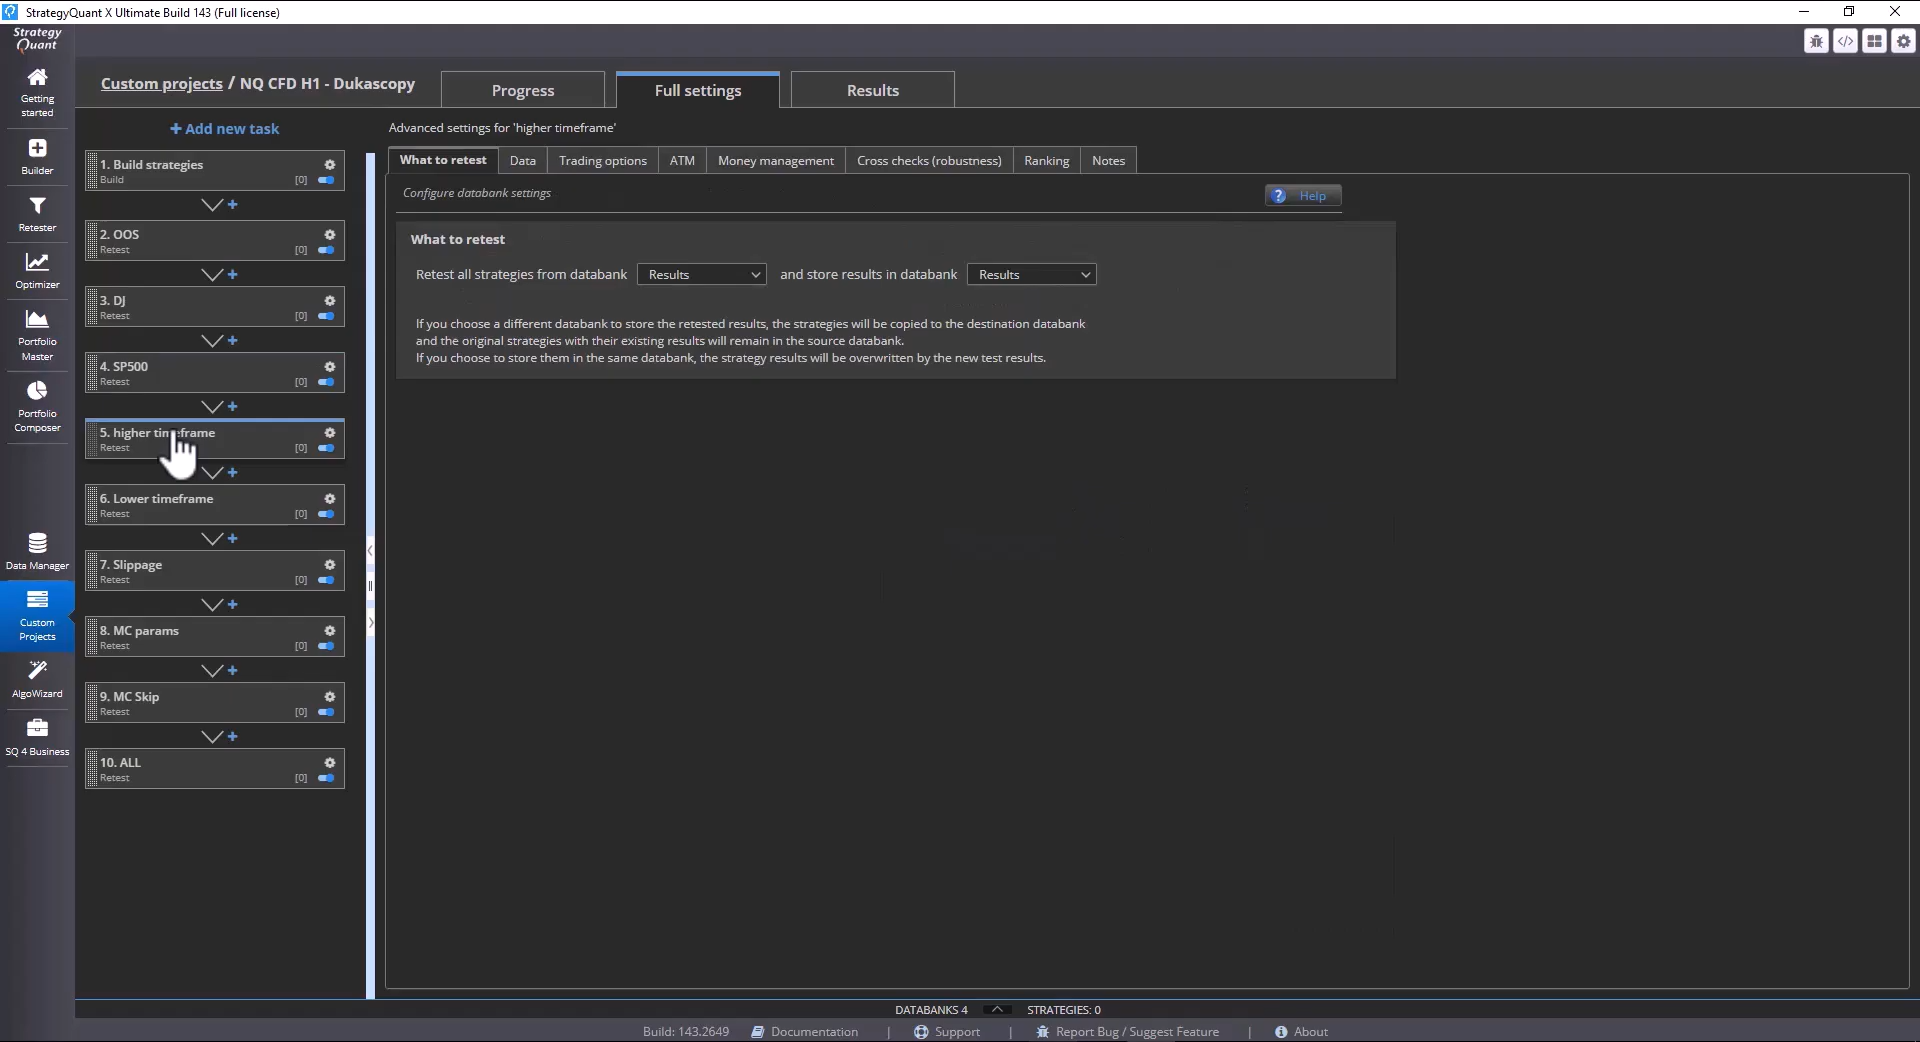 StrategyQuant X Ultimate Build 143 (Full license)
Strategy
Quant
Getting
started
Builder
Retester
Optimizer
Portfolio
Master
Portfolio
Composer
Data Manager
Custom
Projects
AlgoWizard
SQ 4 Business
Custom projects / NQ CFD H1 - Dukascopy
Progress
Full settings
Results
+ Add new task
1. Build strategies
Build [0]
2. OOS
Retest [0]
3. DJ
Retest [0]
4. SP500
Retest [0]
5. higher timeframe
Retest [0]
6. Lower timeframe
Retest [0]
7. Slippage
Retest [0]
8. MC params
Retest [0]
9. MC Skip
Retest [0]
10. ALL
Retest [0]
Advanced settings for 'higher timeframe'
What to retest Data Trading options ATM Money management Cross checks (robustness) Ranking Notes
Configure databank settings
? Help
What to retest
Retest all strategies from databank Results and store results in databank Results
If you choose a different databank to store the retested results, the strategies will be copied to the destination databank
and the original strategies with their existing results will remain in the source databank.
If you choose to store them in the same databank, the strategy results will be overwritten by the new test results.
DATABANKS 4 STRATEGIES: 0
Build: 143.2649 Documentation | Support | Report Bug / Suggest Feature | About